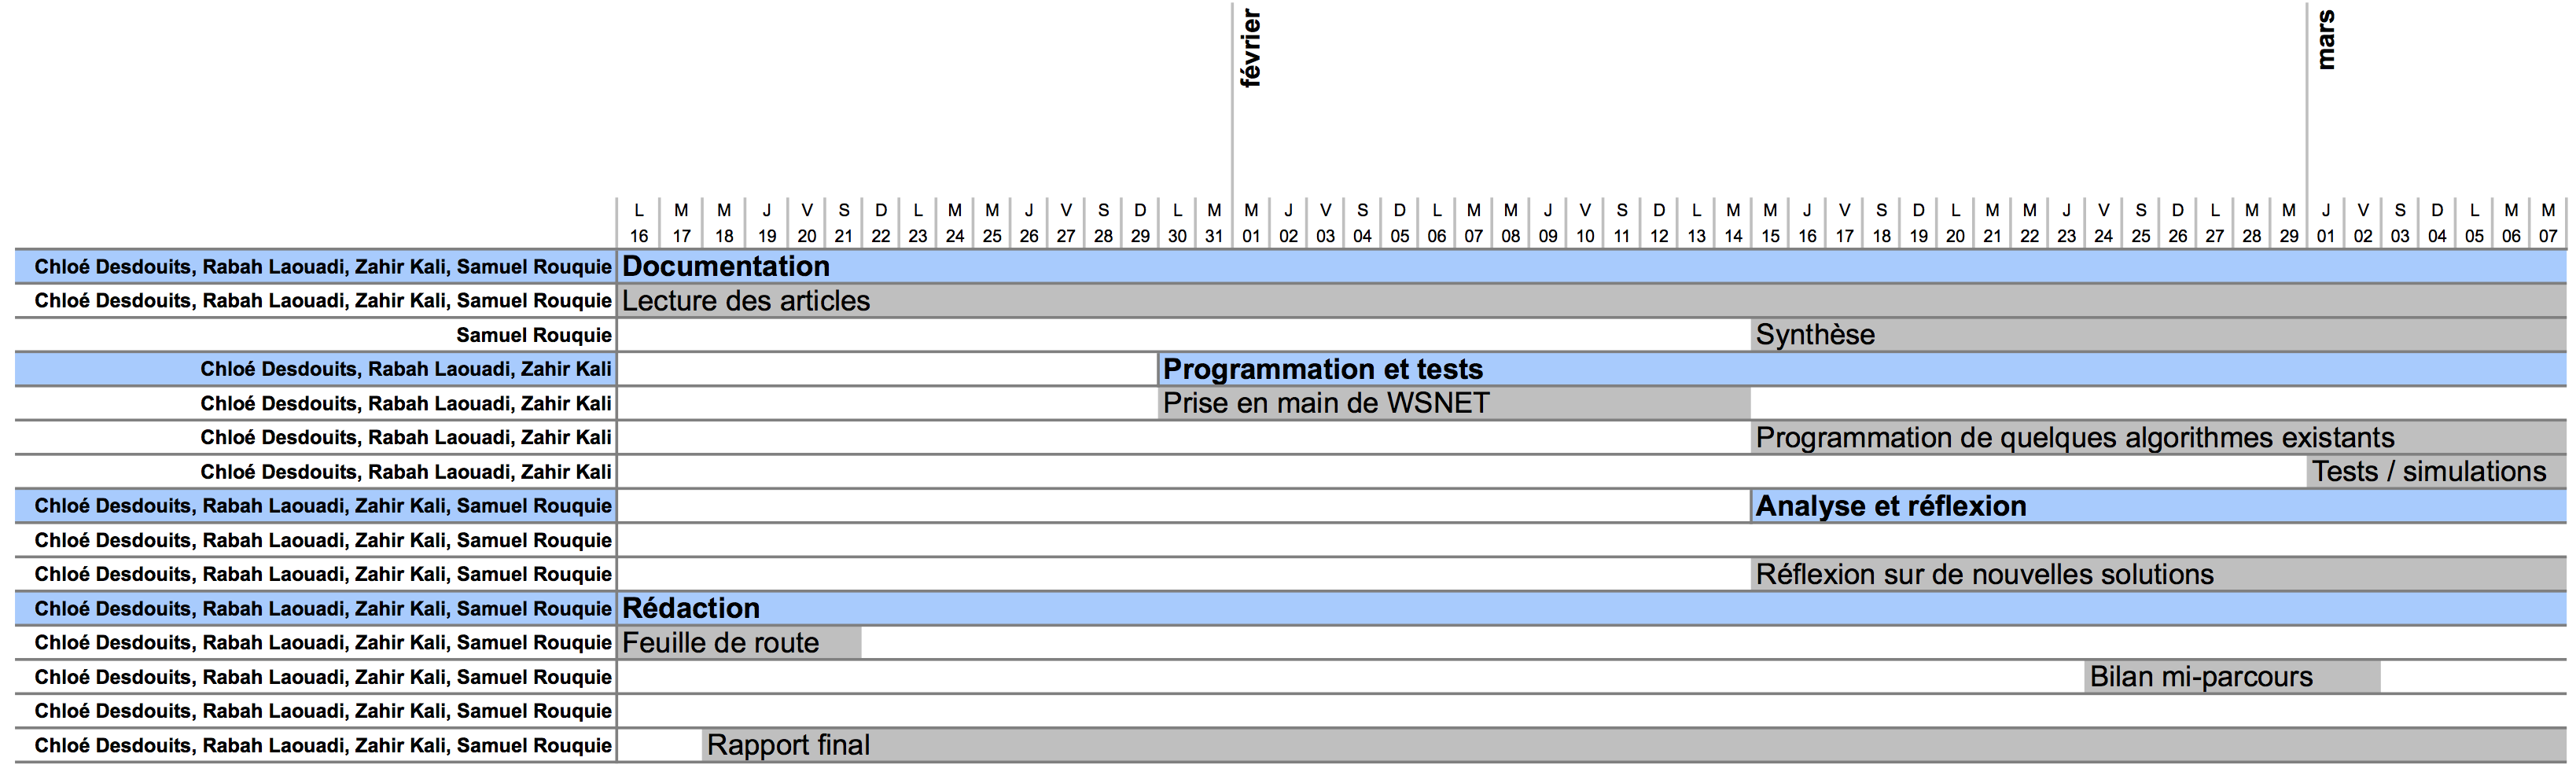 février mars
L M M J V S D L M M J V S D L M M J V S D L M M J V S D L M M J V S D L M M J V S D L M M J V S D L M M
16 17 18 19 20 21 22 23 24 25 26 27 28 29 30 31 01 02 03 04 05 06 07 08 09 10 11 12 13 14 15 16 17 18 19 20 21 22 23 24 25 26 27 28 29 01 02 03 04 05 06 07
Chloé Desdouits, Rabah Laouadi, Zahir Kali, Samuel Rouquie Documentation
Chloé Desdouits, Rabah Laouadi, Zahir Kali, Samuel Rouquie Lecture des articles
Samuel Rouquie Synthèse
Chloé Desdouits, Rabah Laouadi, Zahir Kali Programmation et tests
Chloé Desdouits, Rabah Laouadi, Zahir Kali Prise en main de WSNET
Chloé Desdouits, Rabah Laouadi, Zahir Kali Programmation de quelques algorithmes existants
Chloé Desdouits, Rabah Laouadi, Zahir Kali Tests / simulations
Chloé Desdouits, Rabah Laouadi, Zahir Kali, Samuel Rouquie Analyse et réflexion
Chloé Desdouits, Rabah Laouadi, Zahir Kali, Samuel Rouquie
Chloé Desdouits, Rabah Laouadi, Zahir Kali, Samuel Rouquie Réflexion sur de nouvelles solutions
Chloé Desdouits, Rabah Laouadi, Zahir Kali, Samuel Rouquie Rédaction
Chloé Desdouits, Rabah Laouadi, Zahir Kali, Samuel Rouquie Feuille de route
Chloé Desdouits, Rabah Laouadi, Zahir Kali, Samuel Rouquie Bilan mi-parcours
Chloé Desdouits, Rabah Laouadi, Zahir Kali, Samuel Rouquie
Chloé Desdouits, Rabah Laouadi, Zahir Kali, Samuel Rouquie Rapport final